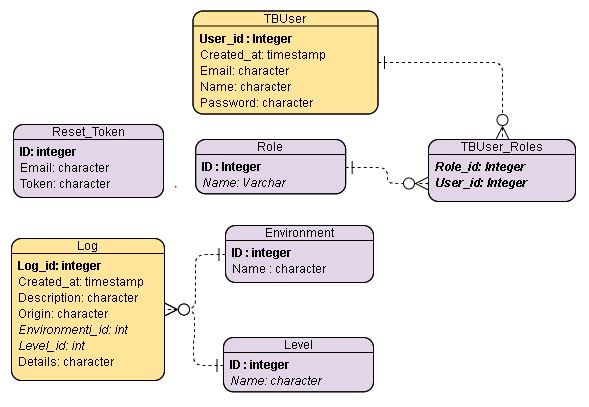 TBUser
User_id : Integer
Created_at: timestamp
Email: character
Name: character
Password: character
Reset_Token
ID: integer
Email: character
Token: character
Role
ID : Integer
Name: Varchar
TBUser_Roles
Role_id: Integer
User_id: Integer
Log
Log_id: integer
Created_at: timestamp
Description: character
Origin: character
Environmenti_id: int
Level_id: int
Details: character
Environment
ID : integer
Name : character
Level
ID : integer
Name: character